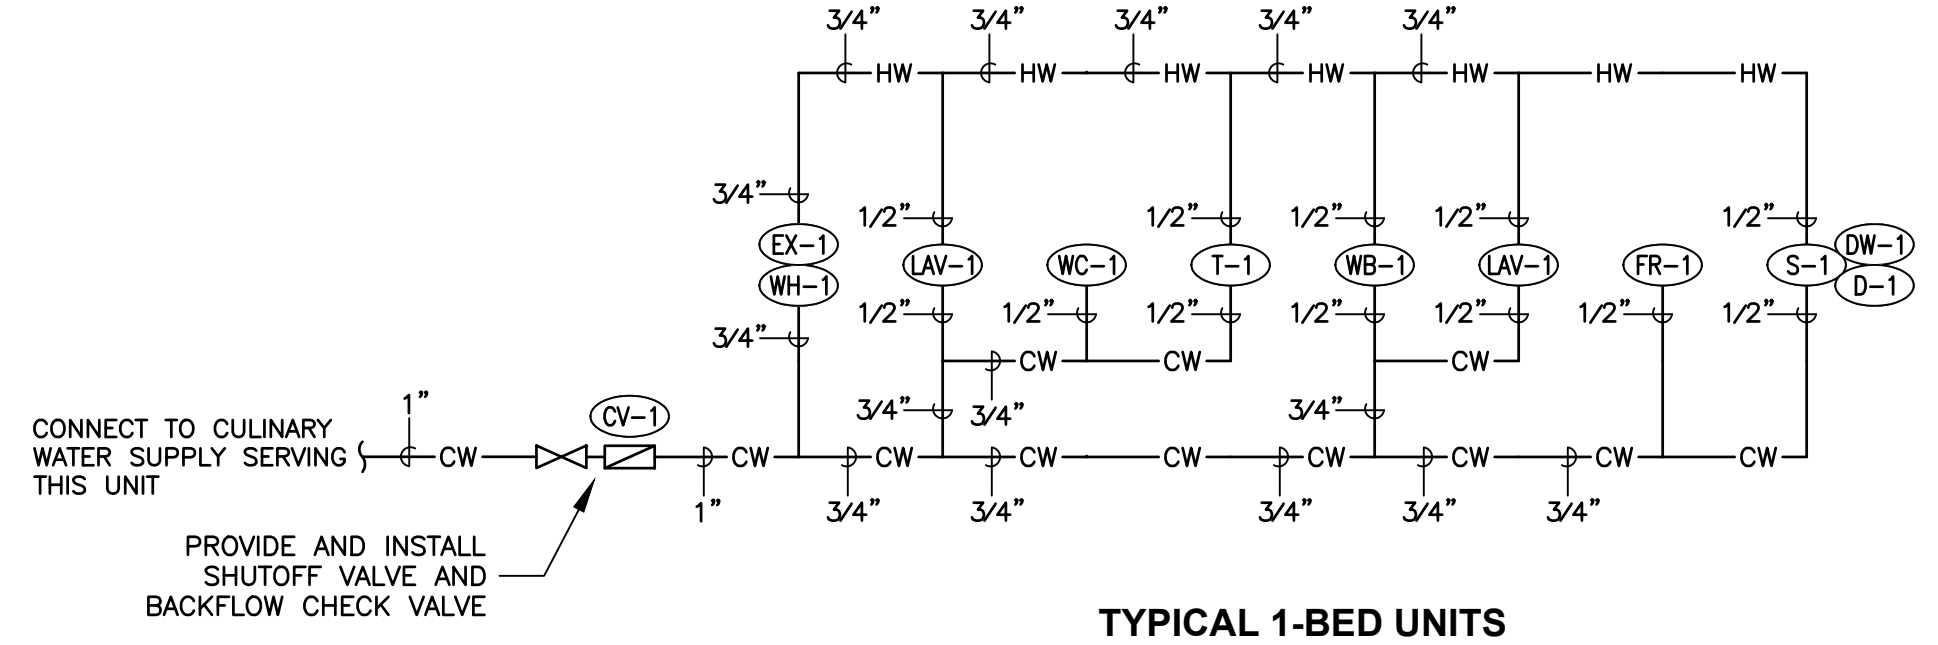 3/4" 3/4" 3/4" 3/4" 3/4"
HW HW HW HW HW HW HW
3/4" 1/2" 1/2" 1/2" 1/2" 1/2"
EX-1 DW-1
LAV-1 WC-1 T-1 WB-1 LAV-1 FR-1 S-1
WH-1 D-1
1/2" 1/2" 1/2" 1/2" 1/2" 1/2" 1/2"
3/4"
CW CW CW
1" CV-1 3/4" 3/4" 3/4"
CONNECT TO CULINARY
WATER SUPPLY SERVING
THIS UNIT
CW CW CW CW CW CW CW CW CW
1" 3/4" 3/4" 3/4" 3/4" 3/4"
PROVIDE AND INSTALL
SHUTOFF VALVE AND
BACKFLOW CHECK VALVE
TYPICAL 1-BED UNITS